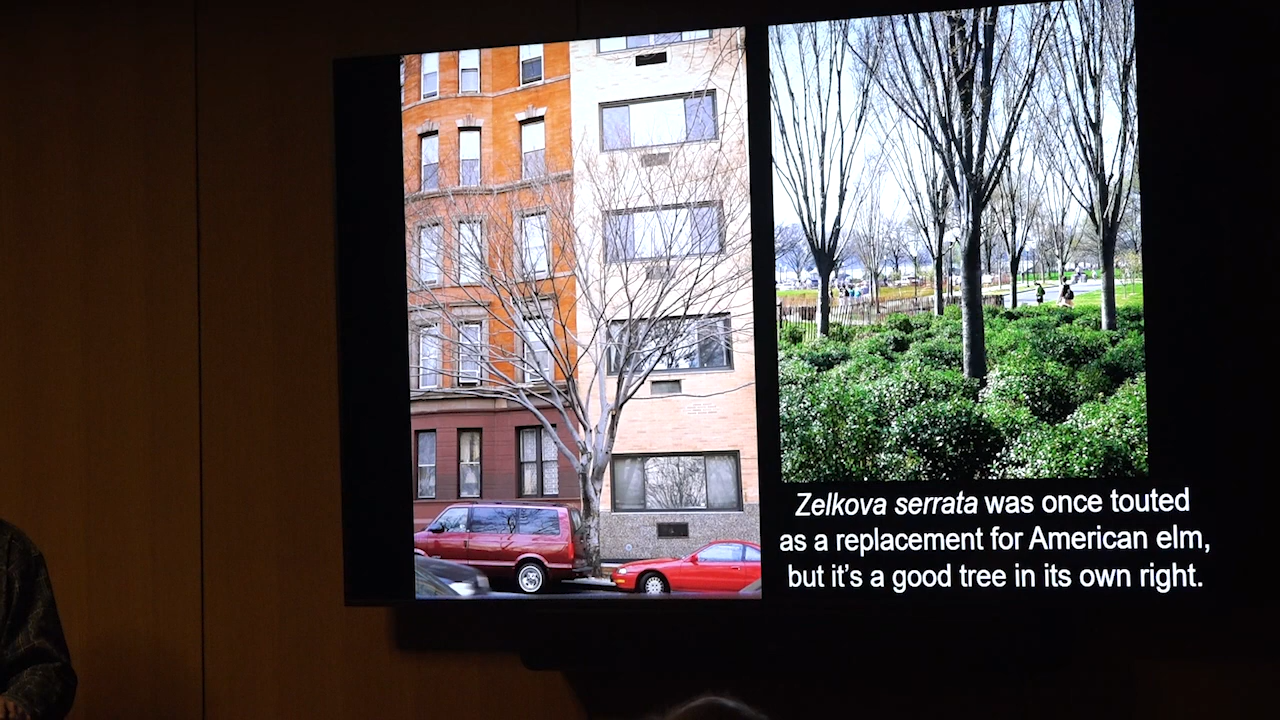 Zelkova serrata was once touted
as a replacement for American elm,
but it's a good tree in its own right.